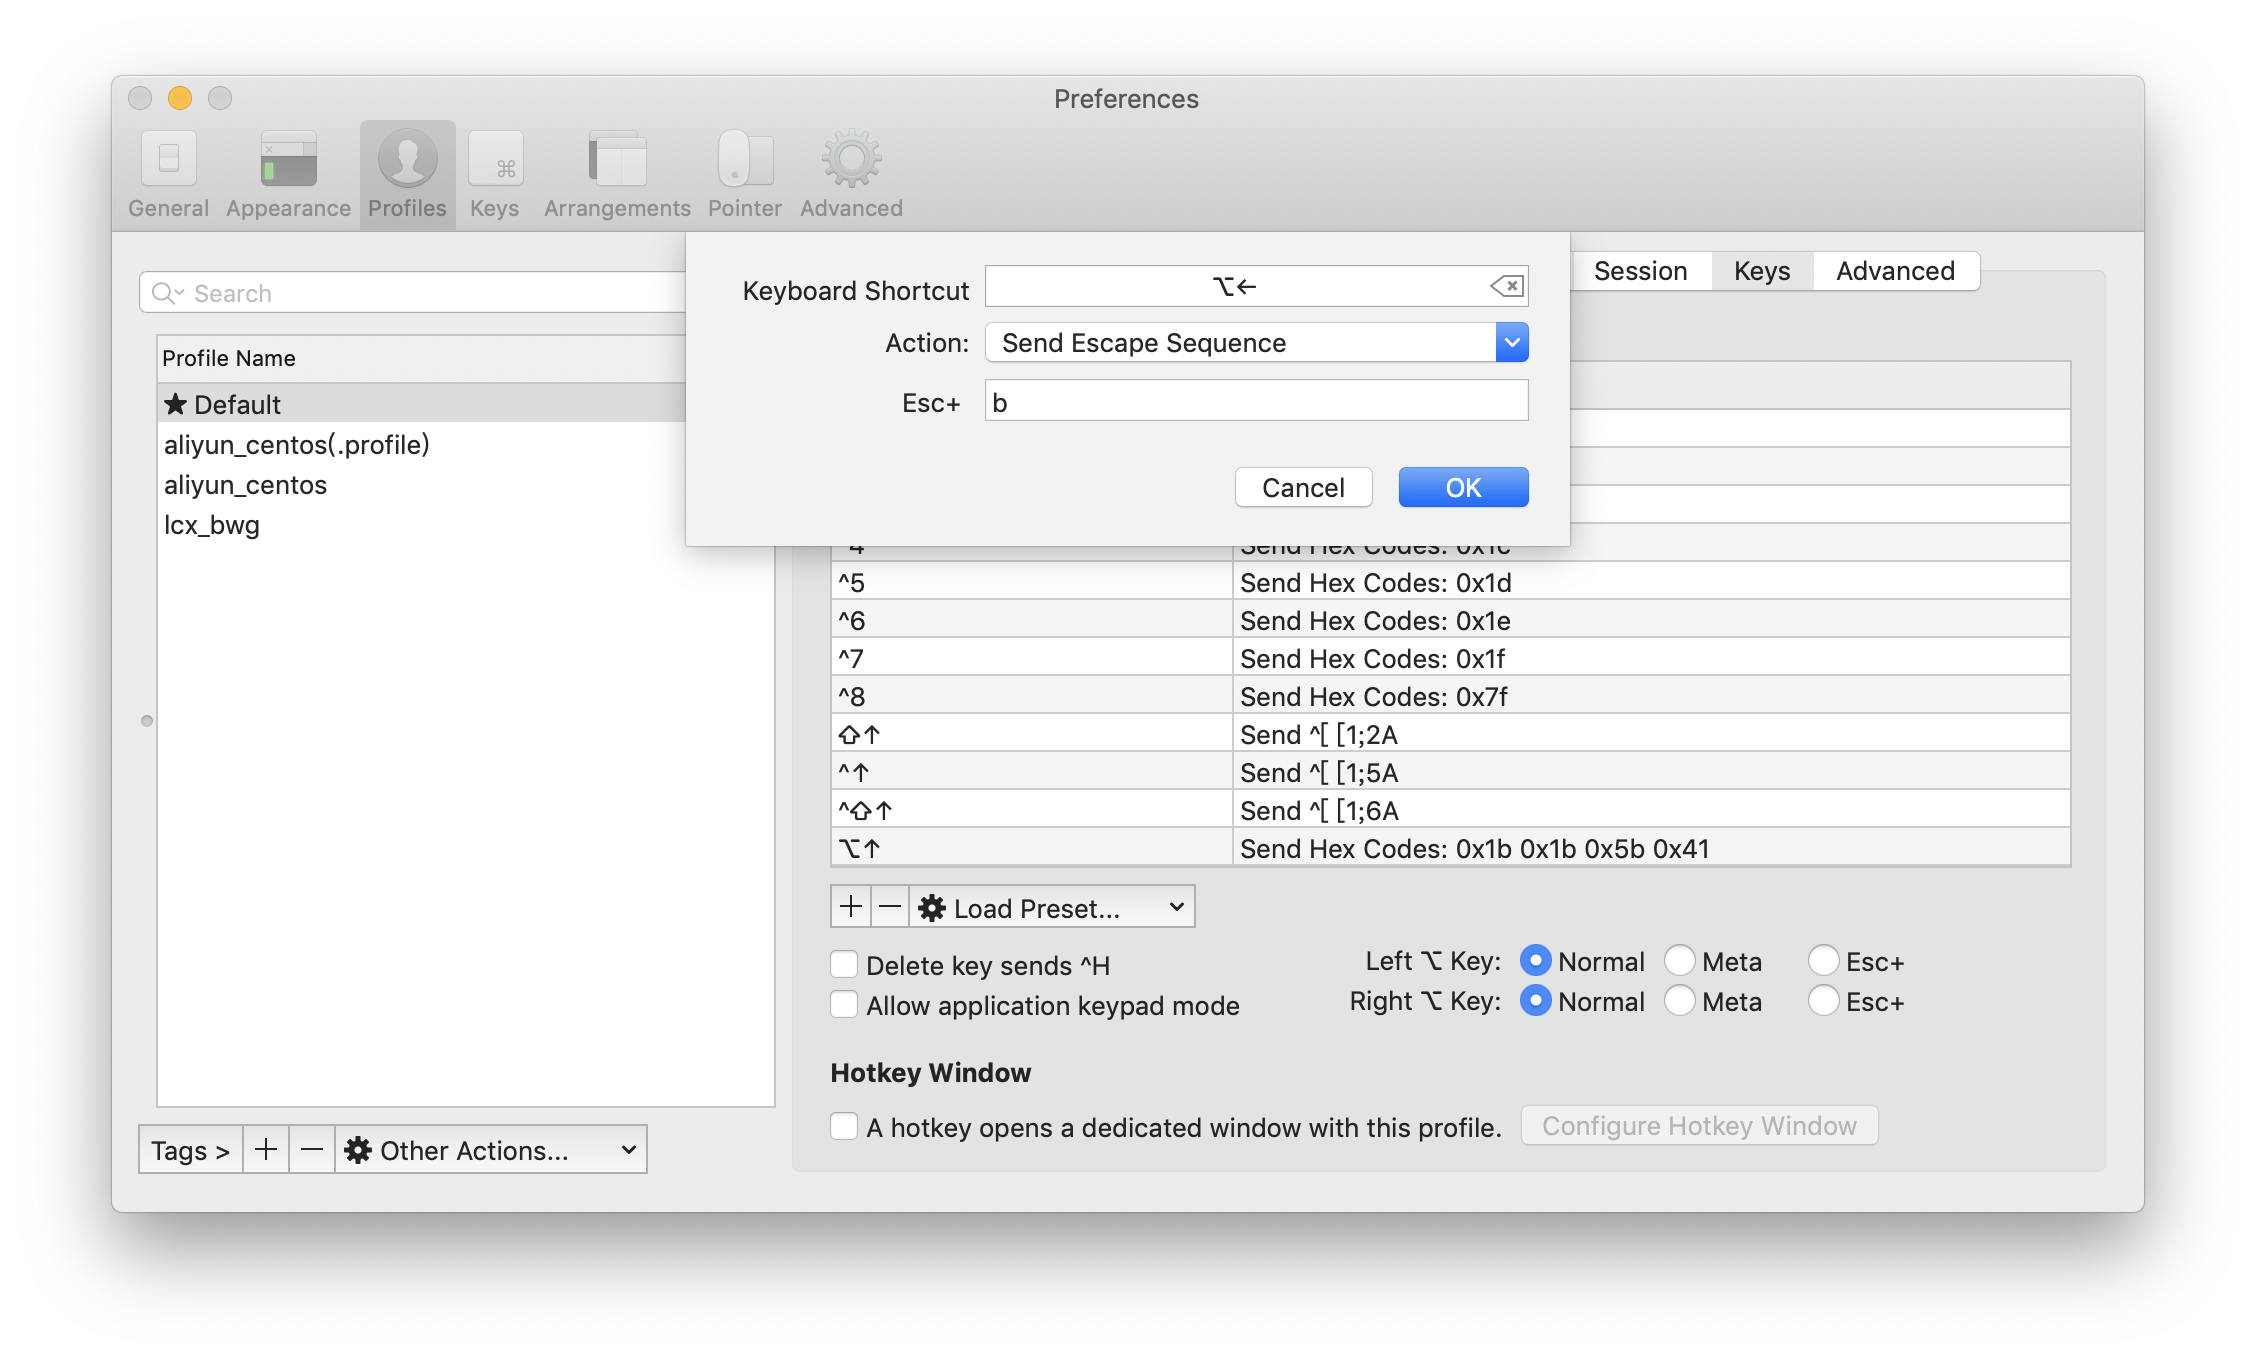 Preferences
General Appearance Profiles Keys Arrangements Pointer Advanced
Search
Profile Name
★ Default
aliyun_centos(.profile)
aliyun_centos
lcx_bwg
Tags > + — Other Actions...
Keyboard Shortcut ⌥←
Action: Send Escape Sequence
Esc+ b
Cancel OK
Session Keys Advanced
^4 Send Hex Codes: 0x1c
^5 Send Hex Codes: 0x1d
^6 Send Hex Codes: 0x1e
^7 Send Hex Codes: 0x1f
^8 Send Hex Codes: 0x7f
⇧↑ Send ^[ [1;2A
^↑ Send ^[ [1;5A
^⇧↑ Send ^[ [1;6A
⌥↑ Send Hex Codes: 0x1b 0x1b 0x5b 0x41
+ — Load Preset...
Delete key sends ^H
Allow application keypad mode
Left ⌥ Key: Normal Meta Esc+
Right ⌥ Key: Normal Meta Esc+
Hotkey Window
A hotkey opens a dedicated window with this profile. Configure Hotkey Window